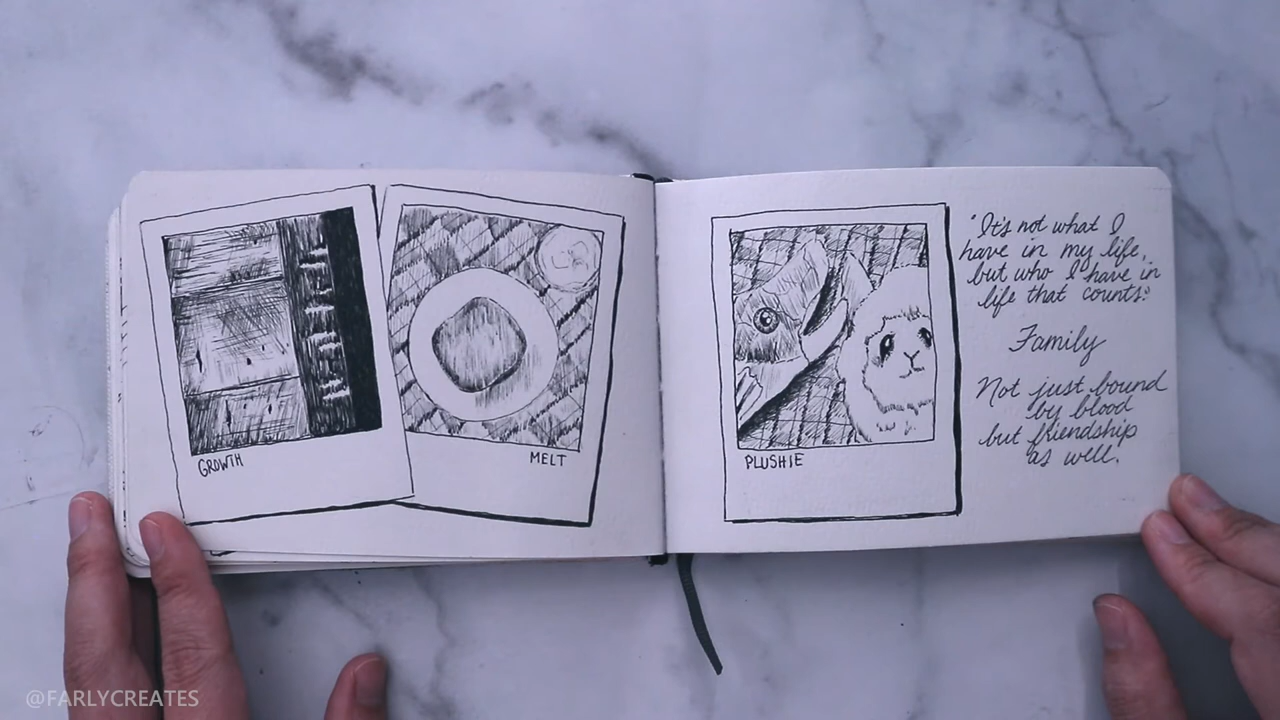 GROWTH
MELT
PLUSHIE
"It's not what I
have in my life,
but who I have in
life that counts."
Family
Not just bound
by blood
but friendship
as well.
@FARLYCREATES